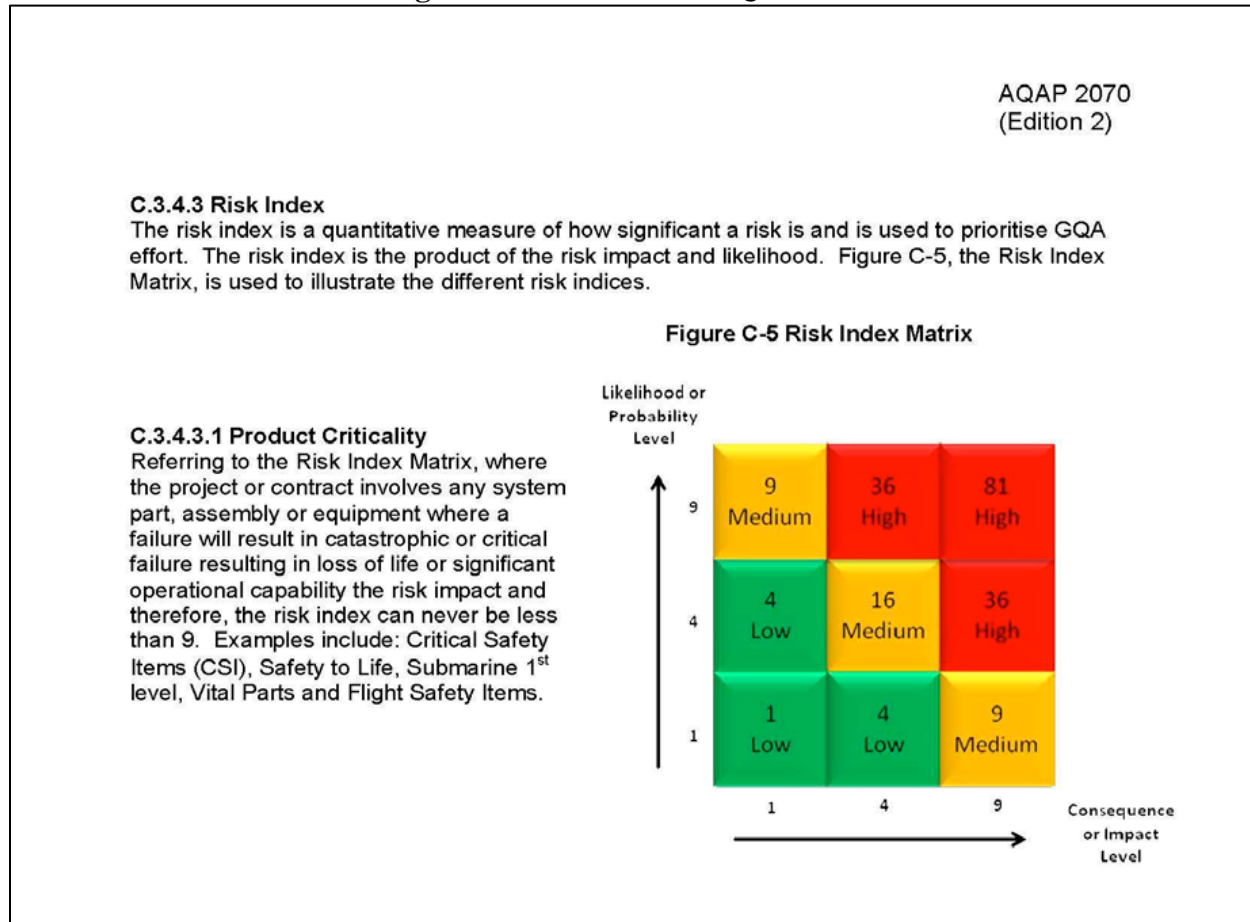 AQAP 2070
(Edition 2)
C.3.4.3 Risk Index
The risk index is a quantitative measure of how significant a risk is and is used to prioritise GQA
effort. The risk index is the product of the risk impact and likelihood. Figure C-5, the Risk Index
Matrix, is used to illustrate the different risk indices.
Figure C-5 Risk Index Matrix
C.3.4.3.1 Product Criticality
Referring to the Risk Index Matrix, where
the project or contract involves any system
part, assembly or equipment where a
failure will result in catastrophic or critical
failure resulting in loss of life or significant
operational capability the risk impact and
therefore, the risk index can never be less
than 9. Examples include: Critical Safety
Items (CSI), Safety to Life, Submarine 1st
level, Vital Parts and Flight Safety Items.
Likelihood or
Probability
Level
9
9
Medium
36
High
81
High
4
4
Low
16
Medium
36
High
1
1
Low
4
Low
9
Medium
1
4
9
Consequence
or Impact
Level